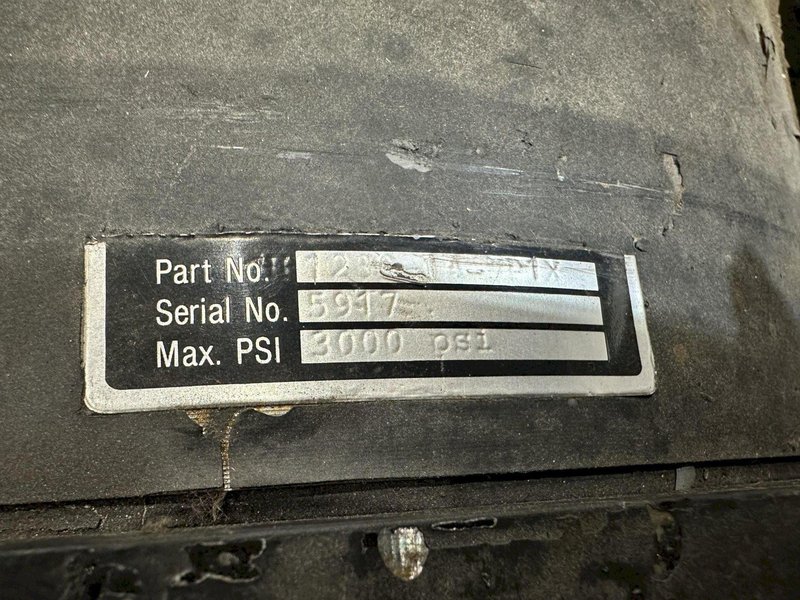 Part No.
Serial No. 5917
Max. PSI 3000 psi